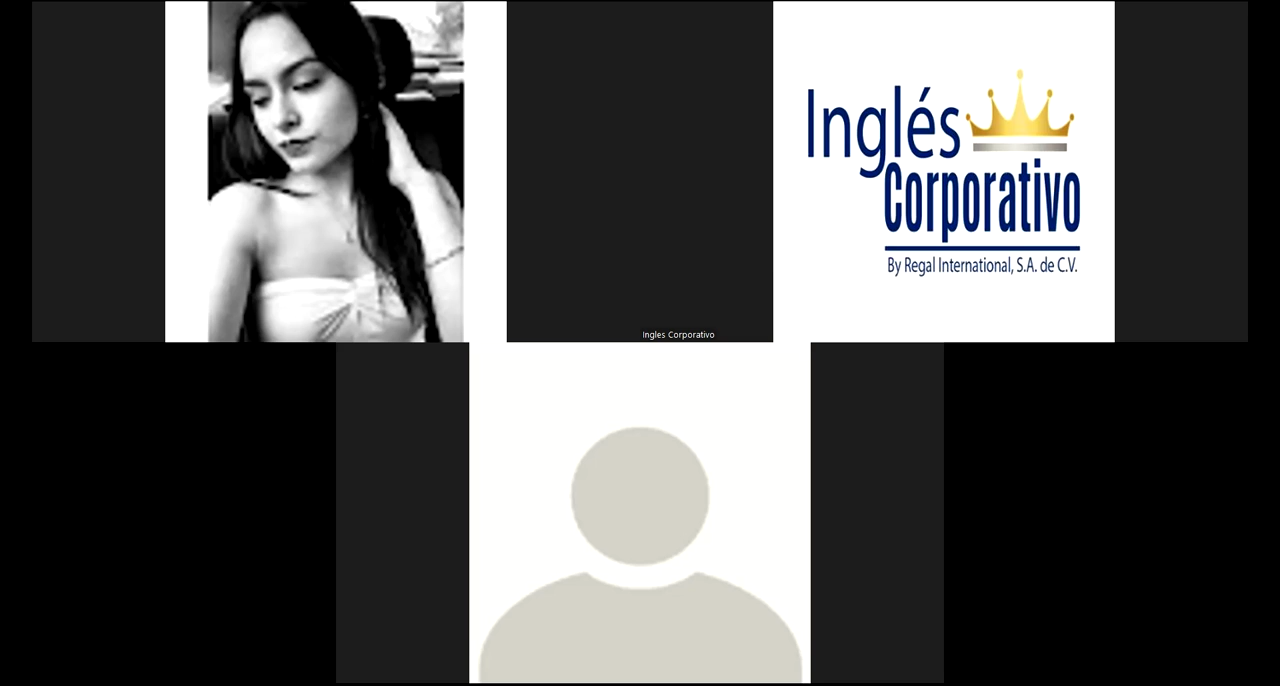 Inglés
Corporativo
By Regal International, S.A. de C.V.
Ingles Corporativo